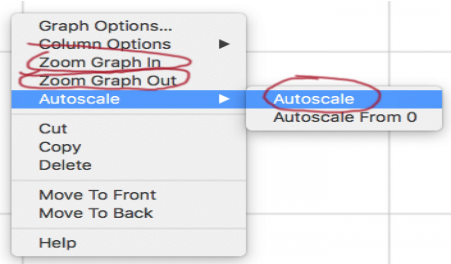 Graph Options...
Column Options
Zoom Graph In
Zoom Graph Out
Autoscale
Autoscale
Autoscale From 0
Cut
Copy
Delete
Move To Front
Move To Back
Help